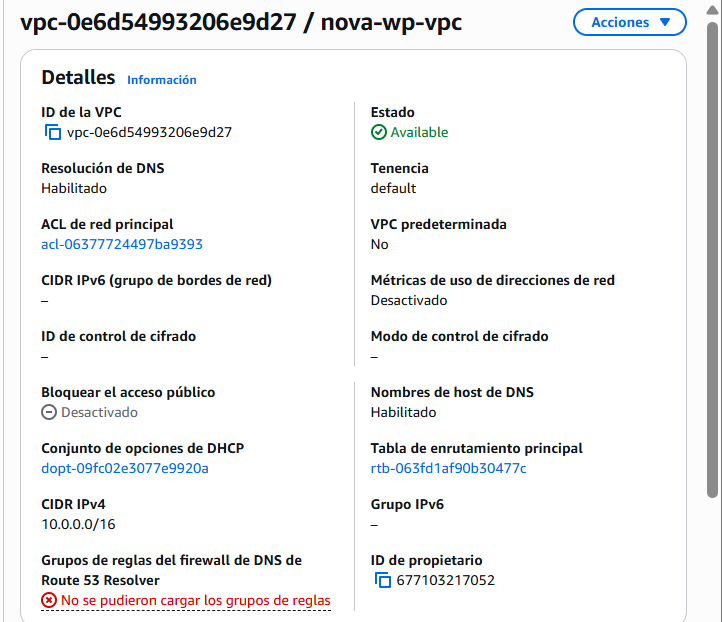 vpc-0e6d54993206e9d27 / nova-wp-vpc
Acciones
Detalles Información
ID de la VPC
vpc-0e6d54993206e9d27
Estado
Available
Resolución de DNS
Habilitado
Tenencia
default
ACL de red principal
acl-06377724497ba9393
VPC predeterminada
No
CIDR IPv6 (grupo de bordes de red)
–
Métricas de uso de direcciones de red
Desactivado
ID de control de cifrado
–
Modo de control de cifrado
–
Bloquear el acceso público
Desactivado
Nombres de host de DNS
Habilitado
Conjunto de opciones de DHCP
dopt-09fc02e3077e9920a
Tabla de enrutamiento principal
rtb-063fd1af90b30477c
CIDR IPv4
10.0.0.0/16
Grupo IPv6
–
Grupos de reglas del firewall de DNS de
Route 53 Resolver
No se pudieron cargar los grupos de reglas
ID de propietario
677103217052